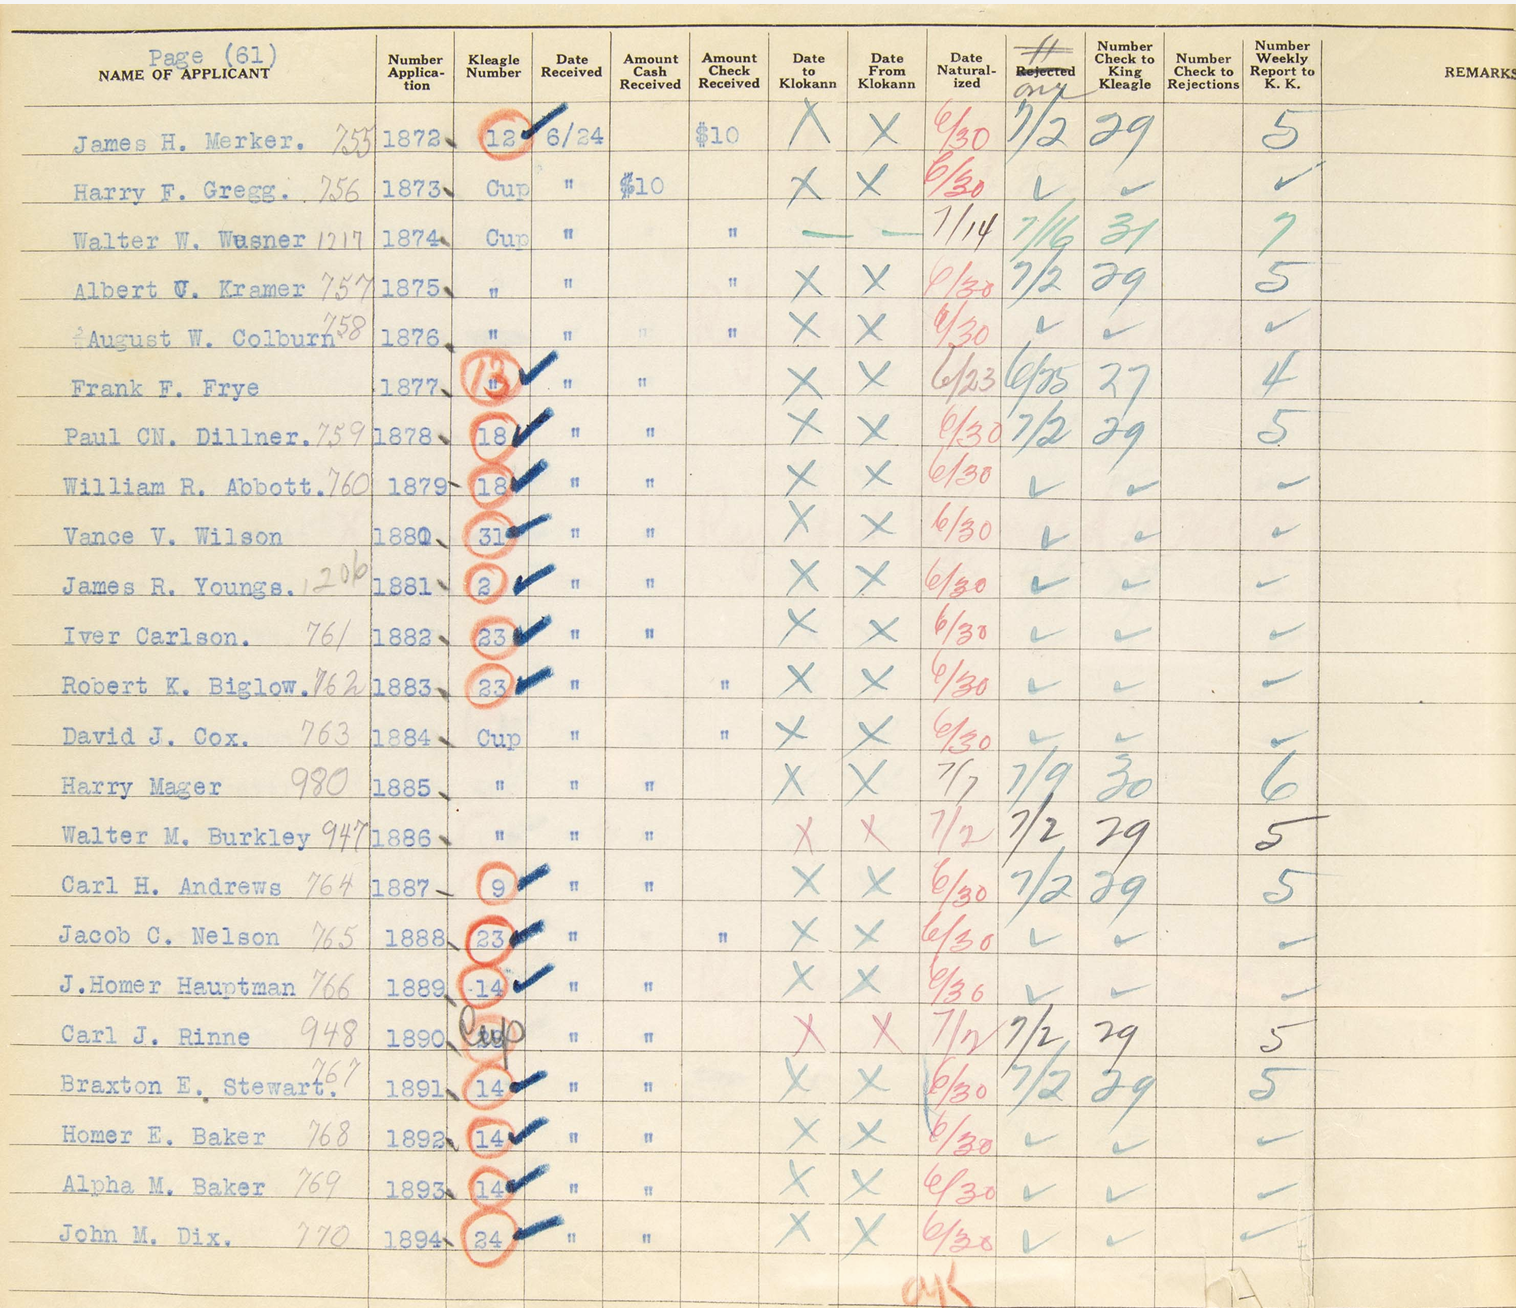 Page (61)
NAME OF APPLICANT Number Applica-tion Kleagle Number Date Received Amount Cash Received Amount Check Received Date to Klokann Date From Klokann Date Natural-ized # Rejected Number Check to King Kleagle Number Check to Rejections Number Weekly Report to K. K. REMARKS
James H. Merker. 755 1872 12 ✓ 6/24 $10 X X 6/30 7/2 29 5
Harry F. Gregg. 756 1873 Cup " $10 X X 6/30 ✓ ✓ ✓
Walter W. Wasner 1217 1874 Cup " " — — 7/14 7/16 31 7
Albert U. Kramer 757 1875 " " " X X 6/30 7/2 29 5
August W. Colburn 758 1876 " " " X X 6/30 ✓ ✓ ✓
Frank F. Frye 1877 13 " ✓ " " X X 6/23 6/25 27 4
Paul CN. Dillner. 759 1878 18 ✓ " " X X 6/30 7/2 29 5
William R. Abbott. 760 1879 18 ✓ " " X X 6/30 ✓ ✓ ✓
Vance V. Wilson 1880 31 ✓ " " X X 6/30 ✓ ✓ ✓
James R. Youngs. 1206 1881 2 ✓ " " X X 6/30 ✓ ✓ ✓
Iver Carlson. 761 1882 23 ✓ " " X X 6/30 ✓ ✓ ✓
Robert K. Biglow. 762 1883 23 ✓ " " X X 6/30 ✓ ✓ ✓
David J. Cox. 763 1884 Cup " " X X 6/30 ✓ ✓ ✓
Harry Mager 980 1885 " " " X X 7/7 7/9 30 6
Walter M. Burkley 947 1886 " " " X X 7/2 7/2 29 5
Carl H. Andrews 764 1887 9 ✓ " " X X 6/30 7/2 29 5
Jacob C. Nelson 765 1888 23 ✓ " " X X 6/30 ✓ ✓ ✓
J.Homer Hauptman 766 1889 14 ✓ " " X X 6/30 ✓ ✓ ✓
Carl J. Rinne 948 1890 Cup " " X X 7/2 7/2 29 5
Braxton E. Stewart. 767 1891 14 ✓ " " X X 6/30 7/2 29 5
Homer E. Baker 768 1892 14 ✓ " " X X 6/30 ✓ ✓ ✓
Alpha M. Baker 769 1893 14 ✓ " " X X 6/30 ✓ ✓ ✓
John M. Dix. 770 1894 24 ✓ " " X X 6/30 ✓ ✓ ✓